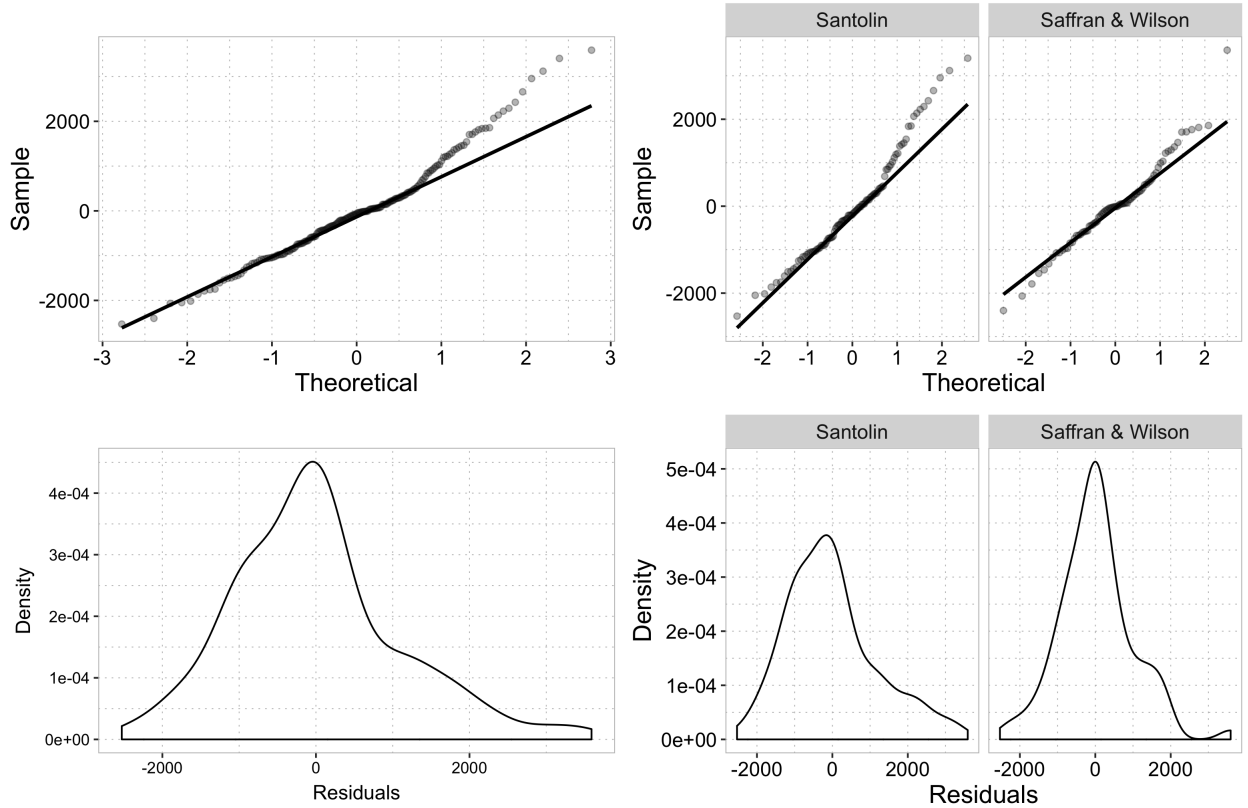 Santolin
Saffran & Wilson
Sample
2000
0
-2000
-3
-2
-1
0
1
2
3
Theoretical
Sample
2000
0
-2000
-2
-1
0
1
2
-2
-1
0
1
2
Theoretical
Santolin
Saffran & Wilson
Density
4e-04
3e-04
2e-04
1e-04
0e+00
-2000
0
2000
Residuals
Density
5e-04
4e-04
3e-04
2e-04
1e-04
0e+00
-2000
0
2000
-2000
0
2000
Residuals